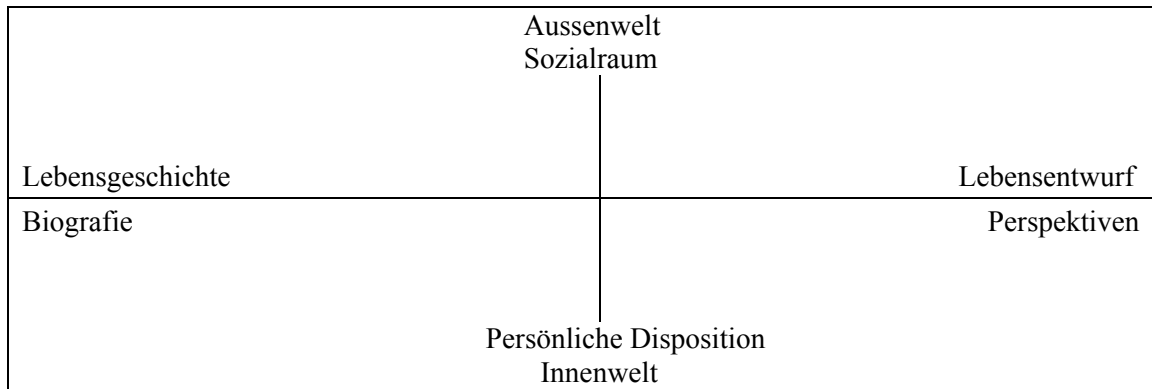 Aussenwelt
Sozialraum
Lebensgeschichte
Lebensentwurf
Biografie
Perspektiven
Persönliche Disposition
Innenwelt